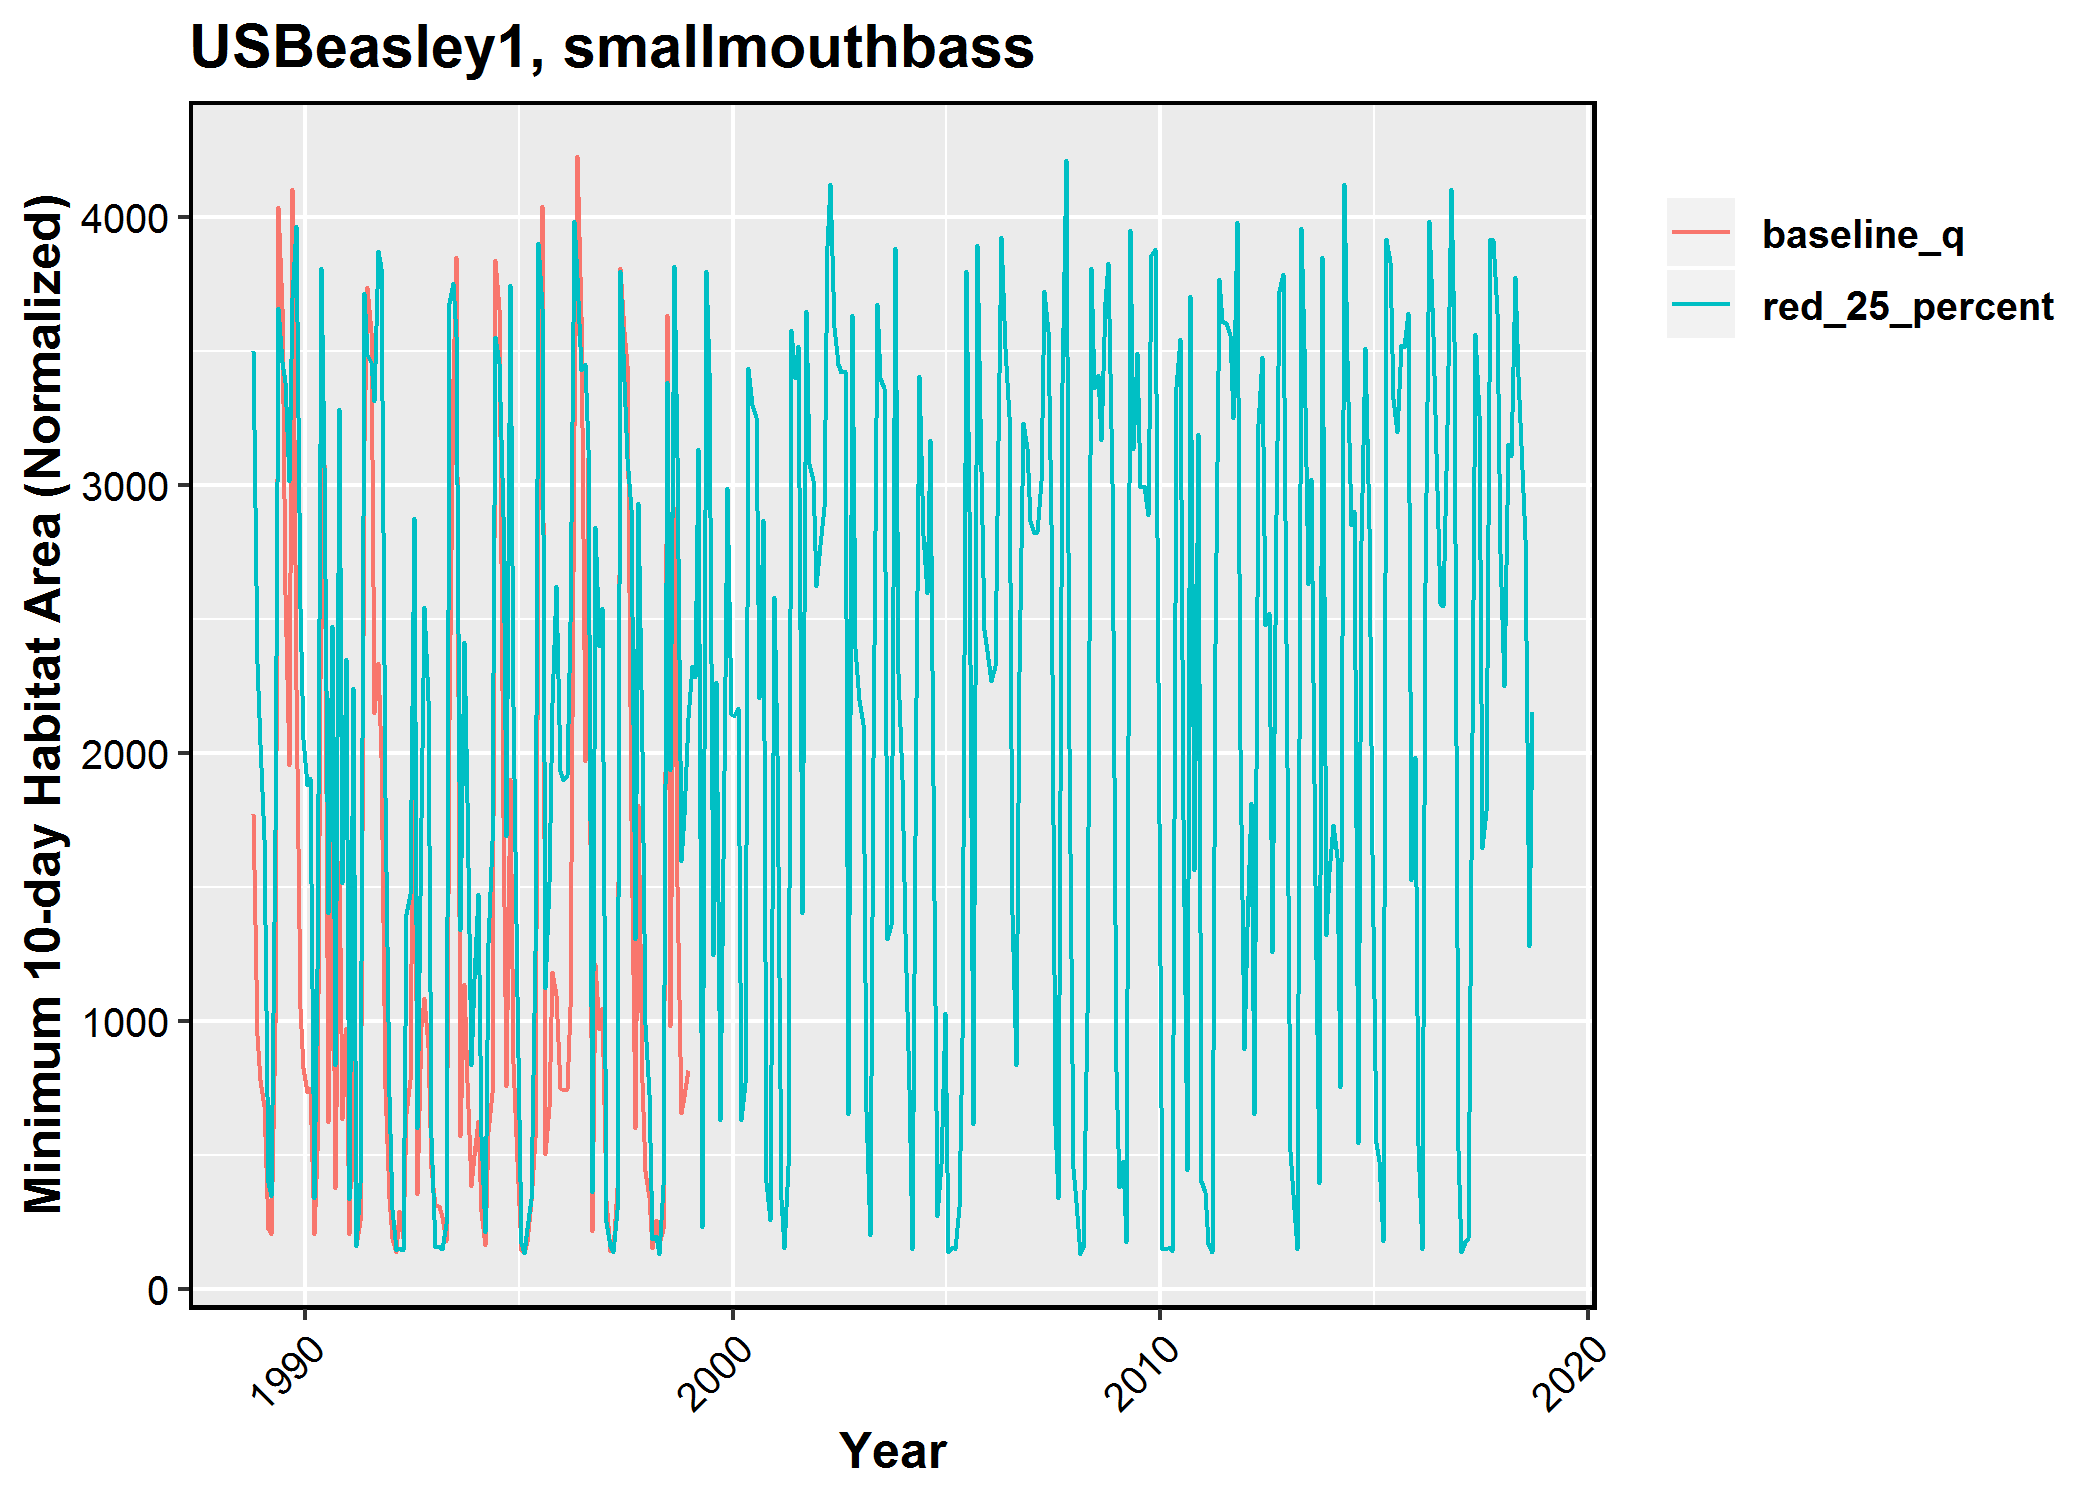 USBeasley1, smallmouthbass
Minimum 10-day Habitat Area (Normalized)
4000
3000
2000
1000
0
1990
2000
2010
2020
Year
baseline_q
red_25_percent